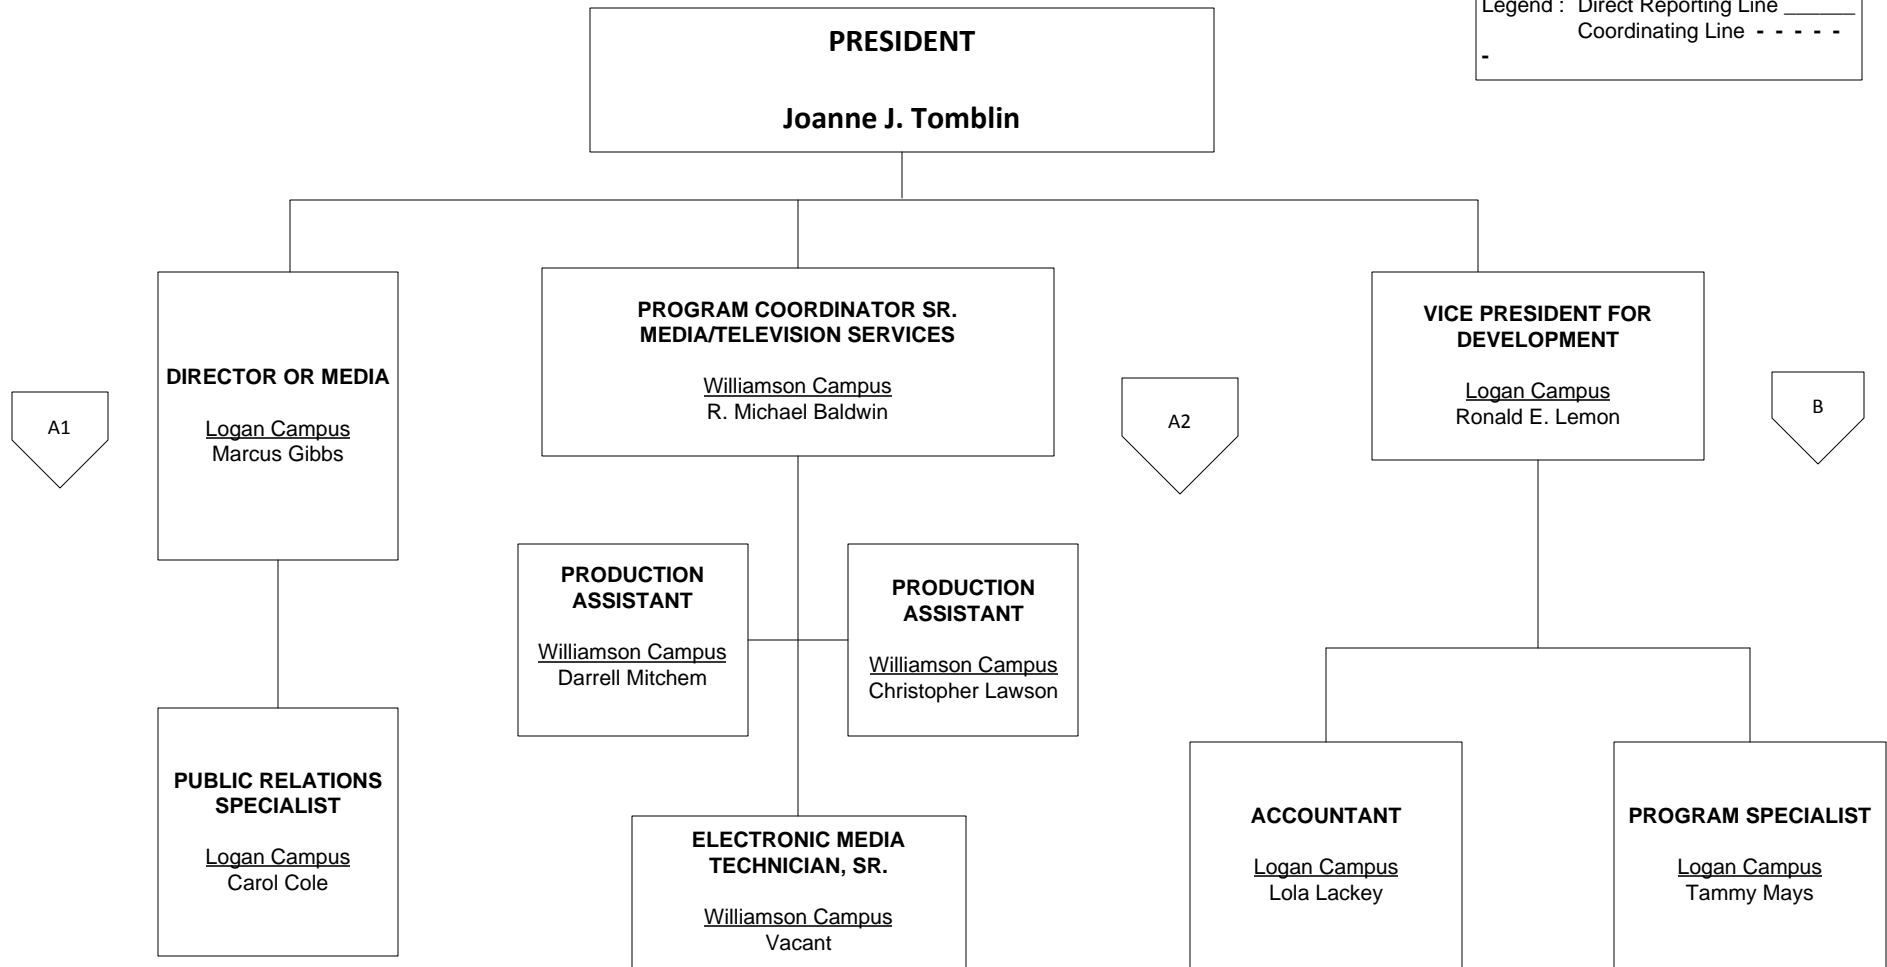 Legend : Direct Reporting Line ______
Coordinating Line - - - - -
-
PRESIDENT
Joanne J. Tomblin
DIRECTOR OR MEDIA
Logan Campus
Marcus Gibbs
PROGRAM COORDINATOR SR.
MEDIA/TELEVISION SERVICES
Williamson Campus
R. Michael Baldwin
VICE PRESIDENT FOR
DEVELOPMENT
Logan Campus
Ronald E. Lemon
A1
A2
B
PRODUCTION
ASSISTANT
Williamson Campus
Darrell Mitchem
PRODUCTION
ASSISTANT
Williamson Campus
Christopher Lawson
PUBLIC RELATIONS
SPECIALIST
Logan Campus
Carol Cole
ELECTRONIC MEDIA
TECHNICIAN, SR.
Williamson Campus
Vacant
ACCOUNTANT
Logan Campus
Lola Lackey
PROGRAM SPECIALIST
Logan Campus
Tammy Mays